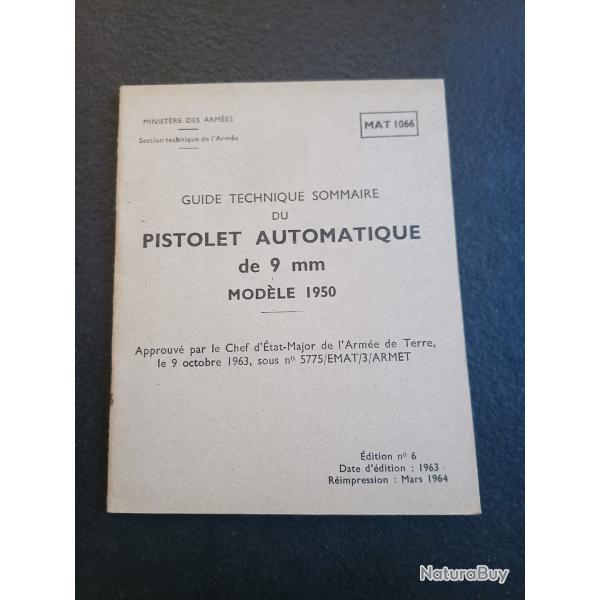 MINISTÈRE DES ARMÉES
Section technique de l'Armée
MAT 1066
GUIDE TECHNIQUE SOMMAIRE
DU
PISTOLET AUTOMATIQUE
de 9 mm
MODÈLE 1950
Approuvé par le Chef d'État-Major de l'Armée de Terre,
le 9 octobre 1963, sous nº 5775/EMAT/3/ARMET
Édition nº 6
Date d'édition : 1963
Réimpression : Mars 1964
NaturaBuy